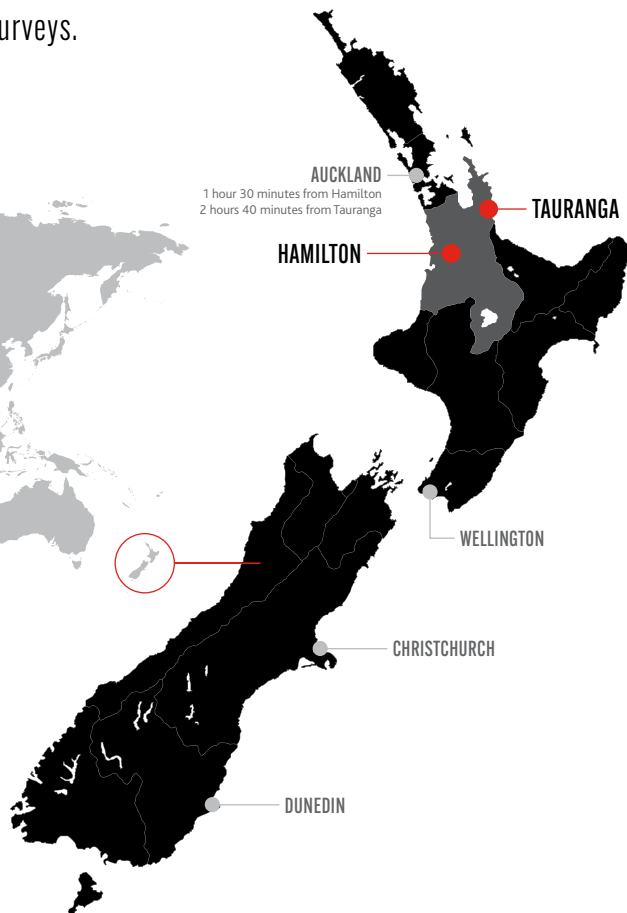 urveys.
AUCKLAND
1 hour 30 minutes from Hamilton
2 hours 40 minutes from Tauranga
TAURANGA
HAMILTON
WELLINGTON
CHRISTCHURCH
DUNEDIN